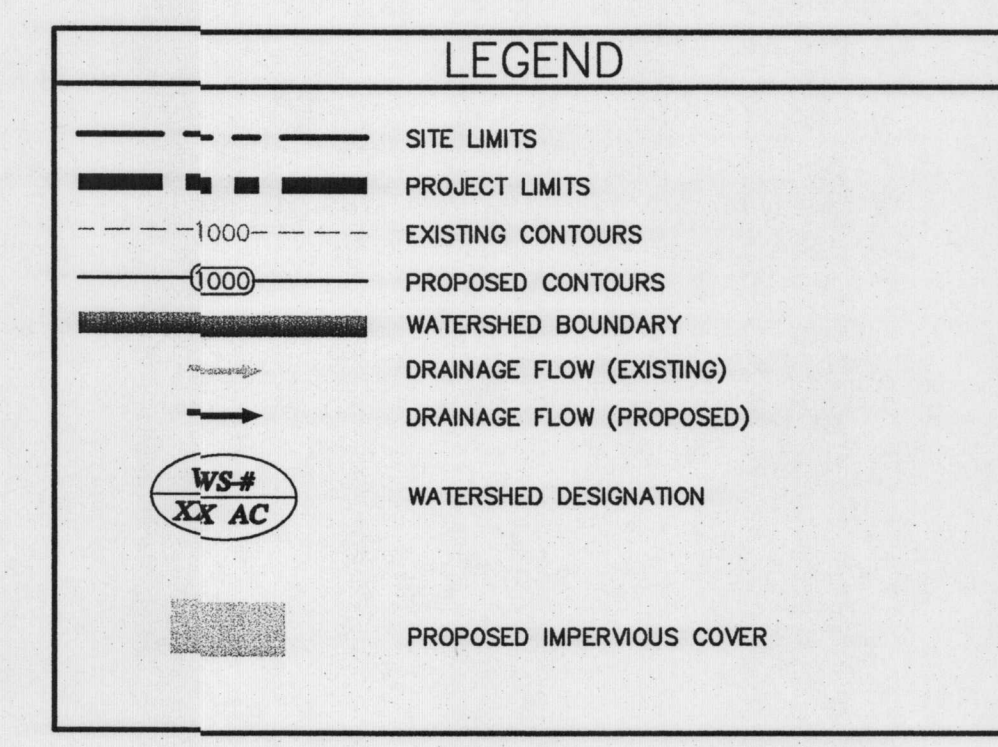 LEGEND
SITE LIMITS
PROJECT LIMITS
1000 EXISTING CONTOURS
1000 PROPOSED CONTOURS
WATERSHED BOUNDARY
DRAINAGE FLOW (EXISTING)
DRAINAGE FLOW (PROPOSED)
WS-#
XX AC
WATERSHED DESIGNATION
PROPOSED IMPERVIOUS COVER